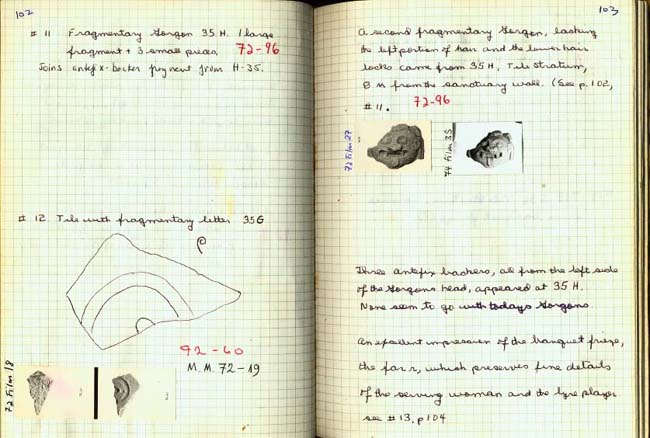 102
# 11 Fragmentary Gorgon 35 H. 1 large
fragment + 3 small pieces 72-96
Joins antefix-backer fragment from H-35.
# 12 Tile with fragmentary letter 35G
92-60
M.M. 72-19
72 Film 18
103
A second fragmentary Gorgon, lacking
the left portion of hair and the lower hair
locks came from 35H, Tile Stratum,
8 M from the sanctuary wall. (See p. 102,
# 11.
72-96
72 Film 27
74 Film 35
Three antefix backers, all from the left side
of the Gorgons head, appeared at 35 H.
None seem to go with todays Gorgons
An excellent impression of the banquet frieze,
the far r, which preserves fine details
of the serving woman and the lyre player
see # 13. p 104